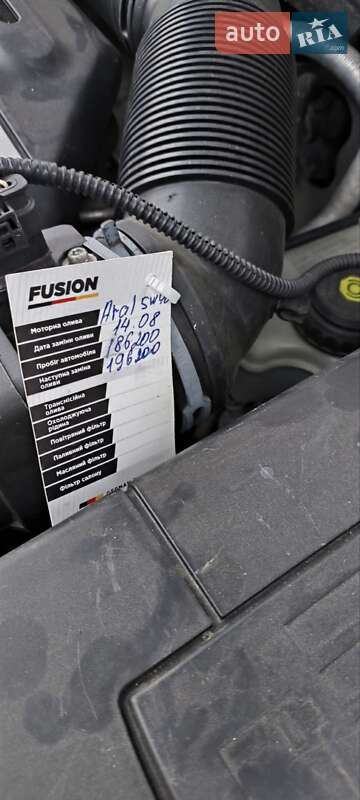 auto RIA.com
FUSION
Моторна олива Aral 5w40
Дата заміни оливи 14.08
Пробіг автомобіля 186200
Наступна заміна оливи 196200
Трансмісійна олива
Охолоджуюча рідина
Повітряний фільтр
Паливний фільтр
Масляний фільтр
Фільтр салону